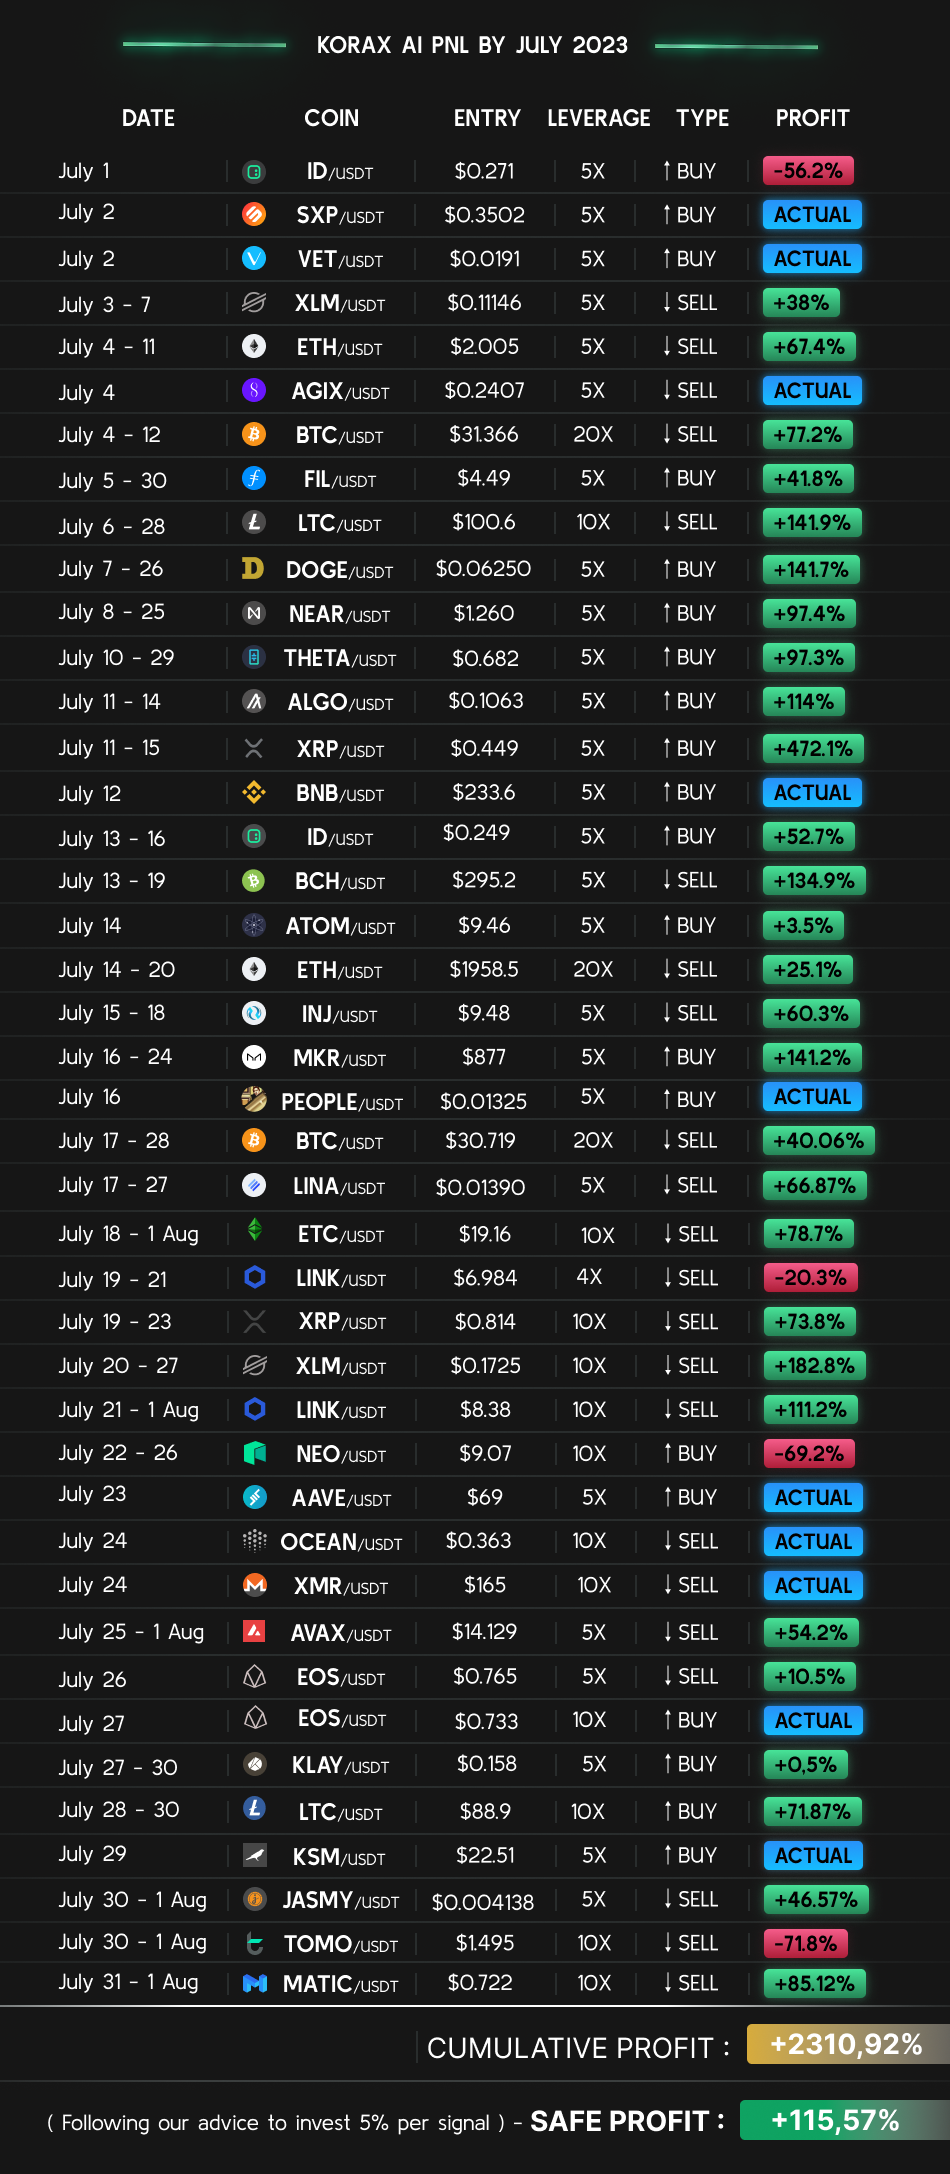 KORAX AI PNL BY JULY 2023
DATE COIN ENTRY LEVERAGE TYPE PROFIT
July 1 ID/USDT $0.271 5X ↑ BUY -56.2%
July 2 SXP/USDT $0.3502 5X ↑ BUY ACTUAL
July 2 VET/USDT $0.0191 5X ↑ BUY ACTUAL
July 3 - 7 XLM/USDT $0.11146 5X ↓ SELL +38%
July 4 - 11 ETH/USDT $2.005 5X ↓ SELL +67.4%
July 4 AGIX/USDT $0.2407 5X ↓ SELL ACTUAL
July 4 - 12 BTC/USDT $31.366 20X ↓ SELL +77.2%
July 5 - 30 FIL/USDT $4.49 5X ↑ BUY +41.8%
July 6 - 28 LTC/USDT $100.6 10X ↓ SELL +141.9%
July 7 - 26 DOGE/USDT $0.06250 5X ↑ BUY +141.7%
July 8 - 25 NEAR/USDT $1.260 5X ↑ BUY +97.4%
July 10 - 29 THETA/USDT $0.682 5X ↑ BUY +97.3%
July 11 - 14 ALGO/USDT $0.1063 5X ↑ BUY +114%
July 11 - 15 XRP/USDT $0.449 5X ↑ BUY +472.1%
July 12 BNB/USDT $233.6 5X ↑ BUY ACTUAL
July 13 - 16 ID/USDT $0.249 5X ↑ BUY +52.7%
July 13 - 19 BCH/USDT $295.2 5X ↓ SELL +134.9%
July 14 ATOM/USDT $9.46 5X ↑ BUY +3.5%
July 14 - 20 ETH/USDT $1958.5 20X ↓ SELL +25.1%
July 15 - 18 INJ/USDT $9.48 5X ↓ SELL +60.3%
July 16 - 24 MKR/USDT $877 5X ↑ BUY +141.2%
July 16 PEOPLE/USDT $0.01325 5X ↑ BUY ACTUAL
July 17 - 28 BTC/USDT $30.719 20X ↓ SELL +40.06%
July 17 - 27 LINA/USDT $0.01390 5X ↓ SELL +66.87%
July 18 - 1 Aug ETC/USDT $19.16 10X ↓ SELL +78.7%
July 19 - 21 LINK/USDT $6.984 4X ↓ SELL -20.3%
July 19 - 23 XRP/USDT $0.814 10X ↓ SELL +73.8%
July 20 - 27 XLM/USDT $0.1725 10X ↓ SELL +182.8%
July 21 - 1 Aug LINK/USDT $8.38 10X ↓ SELL +111.2%
July 22 - 26 NEO/USDT $9.07 10X ↑ BUY -69.2%
July 23 AAVE/USDT $69 5X ↑ BUY ACTUAL
July 24 OCEAN/USDT $0.363 10X ↓ SELL ACTUAL
July 24 XMR/USDT $165 10X ↓ SELL ACTUAL
July 25 - 1 Aug AVAX/USDT $14.129 5X ↓ SELL +54.2%
July 26 EOS/USDT $0.765 5X ↓ SELL +10.5%
July 27 EOS/USDT $0.733 10X ↑ BUY ACTUAL
July 27 - 30 KLAY/USDT $0.158 5X ↑ BUY +0,5%
July 28 - 30 LTC/USDT $88.9 10X ↑ BUY +71.87%
July 29 KSM/USDT $22.51 5X ↑ BUY ACTUAL
July 30 - 1 Aug JASMY/USDT $0.004138 5X ↓ SELL +46.57%
July 30 - 1 Aug TOMO/USDT $1.495 10X ↓ SELL -71.8%
July 31 - 1 Aug MATIC/USDT $0.722 10X ↓ SELL +85.12%
CUMULATIVE PROFIT : +2310,92%
( Following our advice to invest 5% per signal ) - SAFE PROFIT : +115,57%